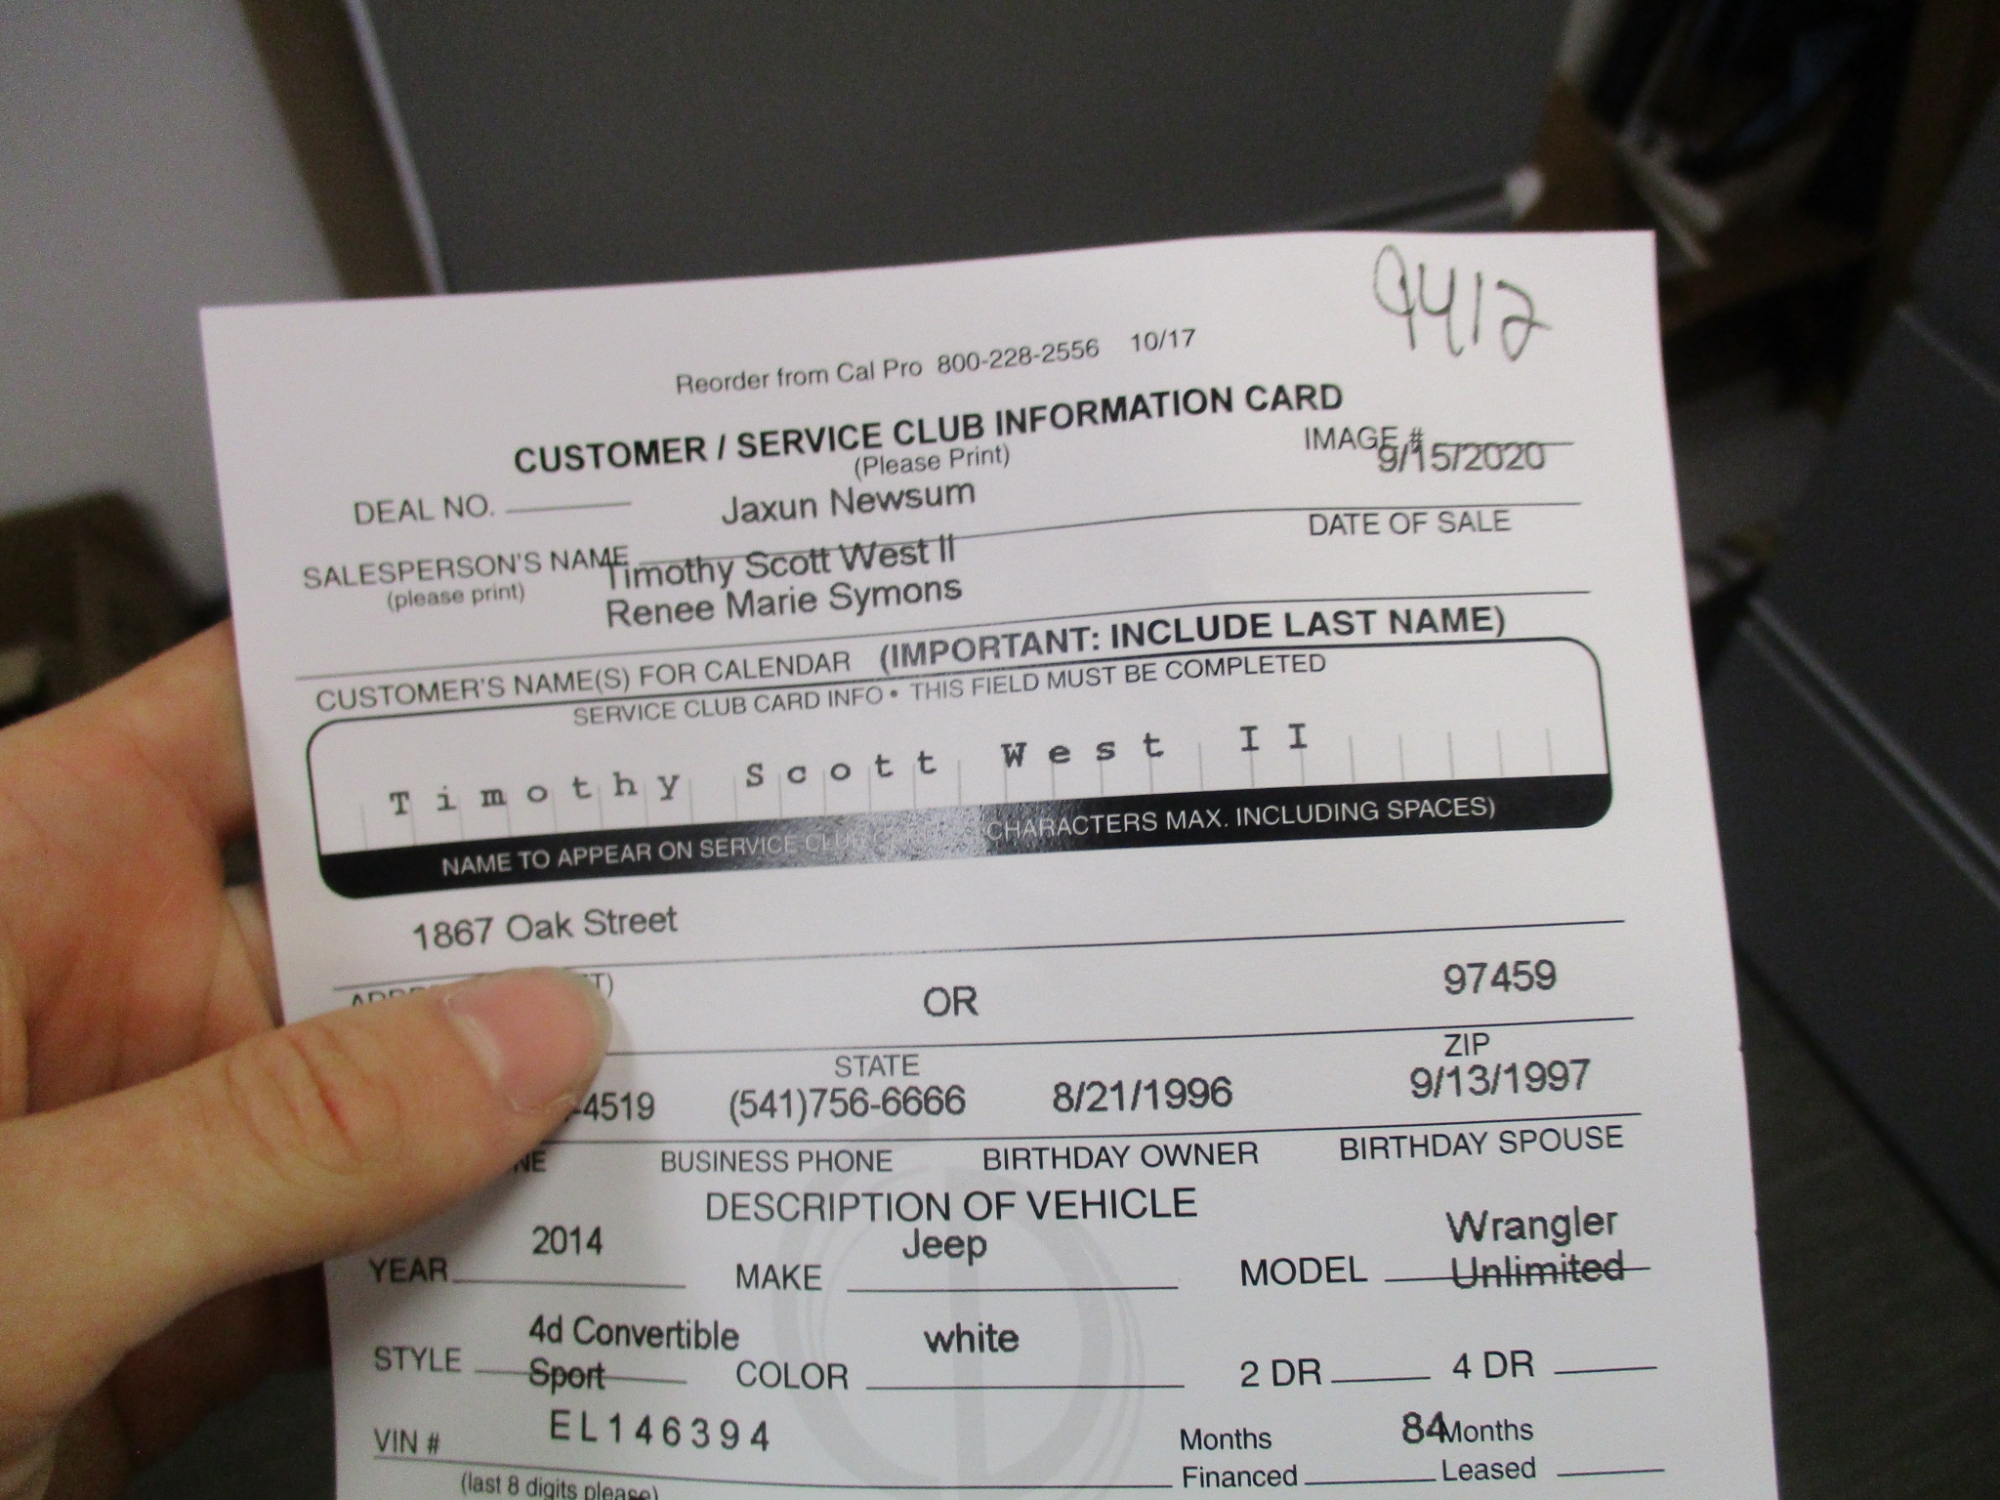 9412
Reorder from Cal Pro 800-228-2556 10/17
CUSTOMER / SERVICE CLUB INFORMATION CARD
(Please Print)
IMAGE #
9/15/2020
DEAL NO.
Jaxun Newsum
DATE OF SALE
SALESPERSON'S NAME
(please print)
Timothy Scott West II
Renee Marie Symons
CUSTOMER'S NAME(S) FOR CALENDAR (IMPORTANT: INCLUDE LAST NAME)
SERVICE CLUB CARD INFO • THIS FIELD MUST BE COMPLETED
Timothy Scott West II
NAME TO APPEAR ON SERVICE CLUB CHARACTERS MAX. INCLUDING SPACES)
1867 Oak Street
OR 97459
STATE ZIP
-4519 (541)756-6666 8/21/1996 9/13/1997
BUSINESS PHONE BIRTHDAY OWNER BIRTHDAY SPOUSE
DESCRIPTION OF VEHICLE
YEAR 2014 MAKE Jeep MODEL Wrangler
Unlimited
STYLE 4d Convertible
Sport
COLOR white 2 DR 4 DR
VIN # EL146394
(last 8 digits please)
Months
Financed
84
Months
Leased